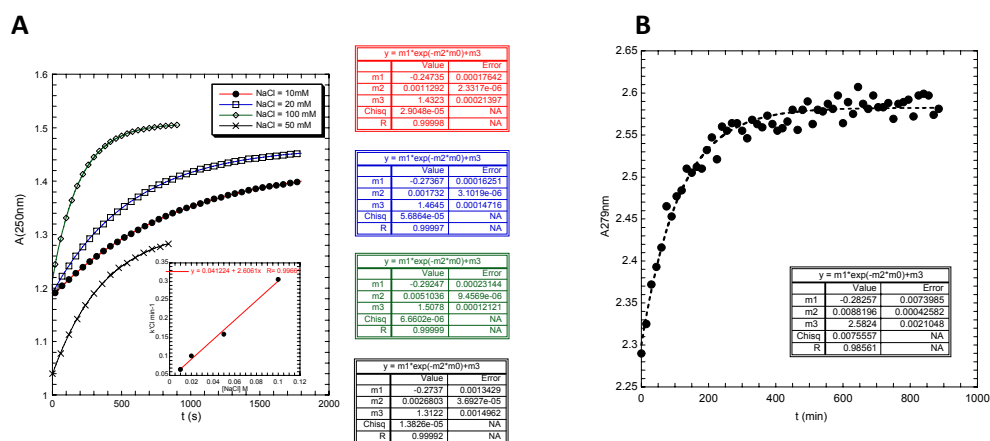 A
B
1.6
1.5
1.4
1.3
1.2
1.1
1
A(250nm)
0
500
1000
1500
2000
t (s)
NaCl = 10mM
NaCl = 20 mM
NaCl = 100 mM
NaCl = 50 mM
y = 0.041224 + 2.6061x R= 0.9966
0.35
0.3
0.25
0.2
0.15
0.1
0.05
0 0.02 0.04 0.06 0.08 0.1 0.12
[NaCl] M
y = m1*exp(-m2*m0)+m3
Value Error
m1 -0.24735 0.00017642
m2 0.0011292 2.3317e-06
m3 1.4323 0.00021397
Chisq 2.9048e-05 NA
R 0.99998 NA
y = m1*exp(-m2*m0)+m3
Value Error
m1 -0.27367 0.00016251
m2 0.001732 3.1019e-06
m3 1.4645 0.00014716
Chisq 5.6864e-05 NA
R 0.99997 NA
y = m1*exp(-m2*m0)+m3
Value Error
m1 -0.29247 0.00023144
m2 0.0051036 9.4569e-06
m3 1.5078 0.00012121
Chisq 6.6602e-06 NA
R 0.99999 NA
y = m1*exp(-m2*m0)+m3
Value Error
m1 -0.2737 0.0013429
m2 0.0026803 3.6927e-05
m3 1.3122 0.0014962
Chisq 1.3826e-05 NA
R 0.99992 NA
2.65
2.6
2.55
2.5
2.45
2.4
2.35
2.3
2.25
A279nm
0
200
400
600
800
1000
t (min)
y = m1*exp(-m2*m0)+m3
Value Error
m1 -0.28257 0.0073985
m2 0.0088196 0.00042582
m3 2.5824 0.0021048
Chisq 0.0075557 NA
R 0.98561 NA